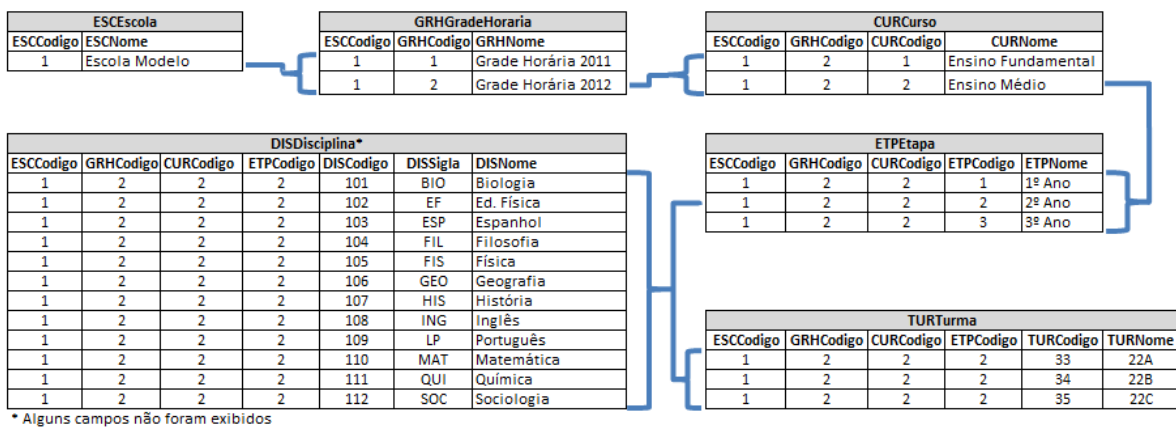 ESCEscola
ESCCodigo ESCNome
1 Escola Modelo
GRHGradeHoraria
ESCCodigo GRHCodigo GRHNome
1 1 Grade Horária 2011
1 2 Grade Horária 2012
CURCurso
ESCCodigo GRHCodigo CURCodigo CURNome
1 2 1 Ensino Fundamental
1 2 2 Ensino Médio
DISDisciplina*
ESCCodigo GRHCodigo CURCodigo ETPCodigo DISCodigo DISSigla DISNome
1 2 2 2 101 BIO Biologia
1 2 2 2 102 EF Ed. Física
1 2 2 2 103 ESP Espanhol
1 2 2 2 104 FIL Filosofia
1 2 2 2 105 FIS Física
1 2 2 2 106 GEO Geografia
1 2 2 2 107 HIS História
1 2 2 2 108 ING Inglês
1 2 2 2 109 LP Português
1 2 2 2 110 MAT Matemática
1 2 2 2 111 QUI Química
1 2 2 2 112 SOC Sociologia
* Alguns campos não foram exibidos
ETPEtapa
ESCCodigo GRHCodigo CURCodigo ETPCodigo ETPNome
1 2 2 1 1º Ano
1 2 2 2 2º Ano
1 2 2 3 3º Ano
TURTurma
ESCCodigo GRHCodigo CURCodigo ETPCodigo TURCodigo TURNome
1 2 2 2 33 22A
1 2 2 2 34 22B
1 2 2 2 35 22C